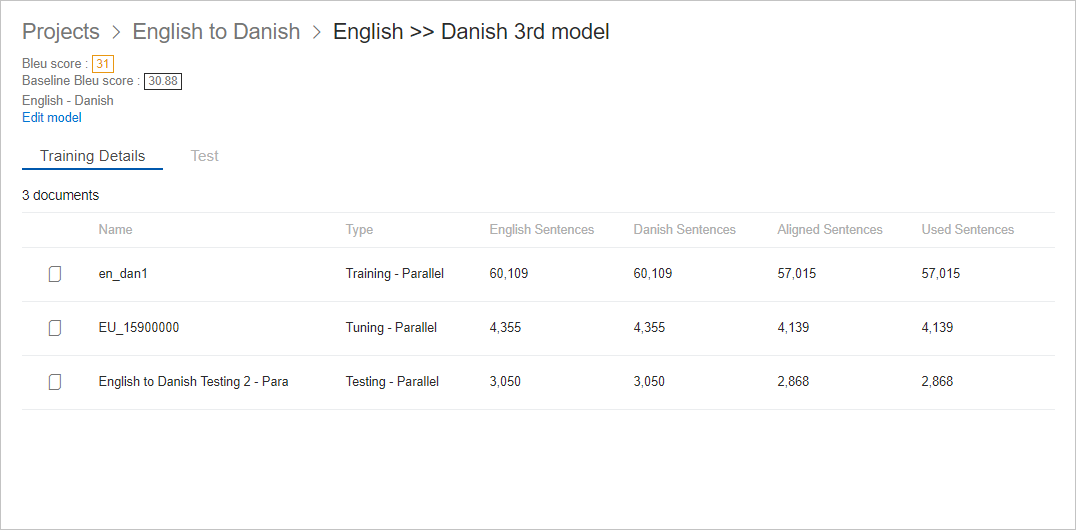 Projects > English to Danish > English >> Danish 3rd model
Bleu score : 31
Baseline Bleu score : 30.88
English - Danish
Edit model
Training Details Test
3 documents
Name Type English Sentences Danish Sentences Aligned Sentences Used Sentences
en_dan1 Training - Parallel 60,109 60,109 57,015 57,015
EU_15900000 Tuning - Parallel 4,355 4,355 4,139 4,139
English to Danish Testing 2 - Para Testing - Parallel 3,050 3,050 2,868 2,868